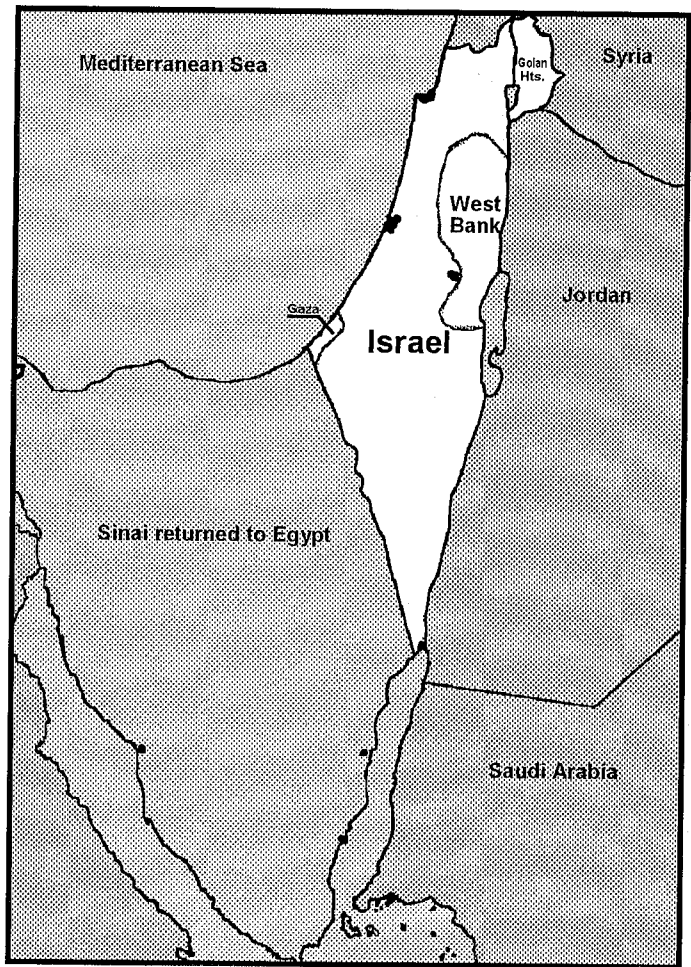 Mediterranean Sea
Syria
Golan
Hts.
West
Bank
Jordan
Gaza
Israel
Sinai returned to Egypt
Saudi Arabia